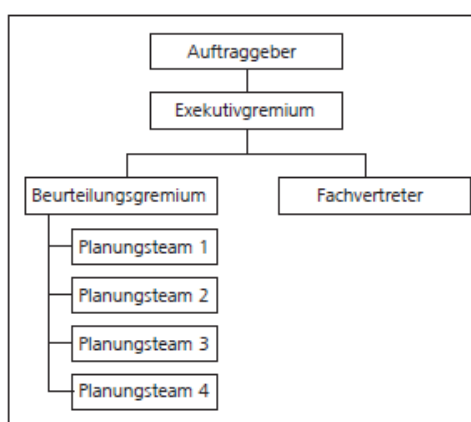 Auftraggeber
Exekutivgremium
Beurteilungsgremium
Fachvertreter
Planungsteam 1
Planungsteam 2
Planungsteam 3
Planungsteam 4